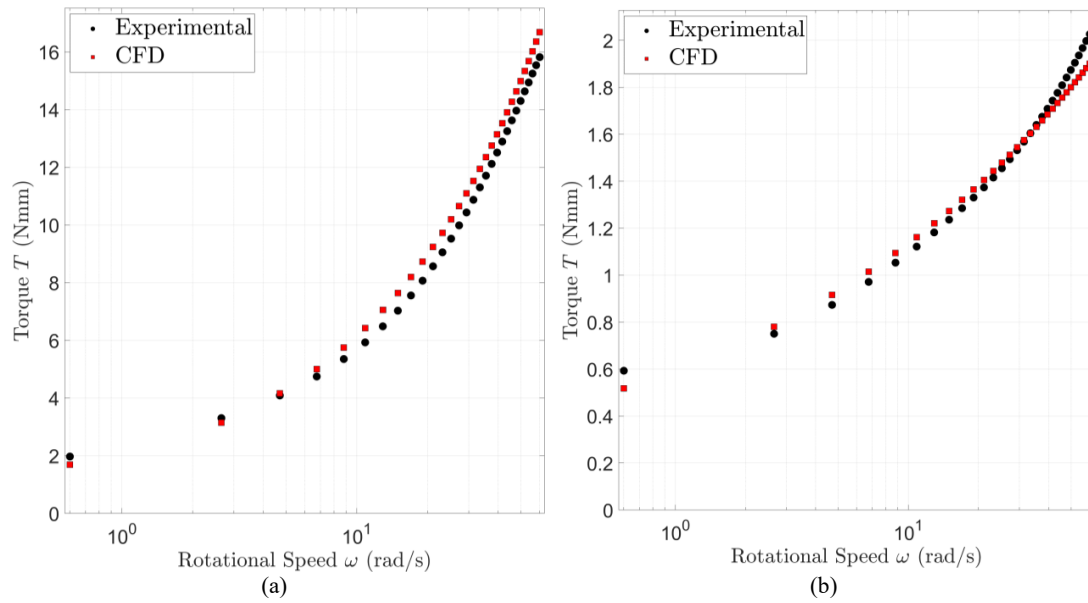 Experimental
CFD
16
14
12
10
8
6
4
2
0
Torque T (Nmm)
10^0
10^1
Rotational Speed ω (rad/s)
(a)
Experimental
CFD
2
1.8
1.6
1.4
1.2
1
0.8
0.6
0.4
0.2
0
Torque T (Nmm)
10^0
10^1
Rotational Speed ω (rad/s)
(b)